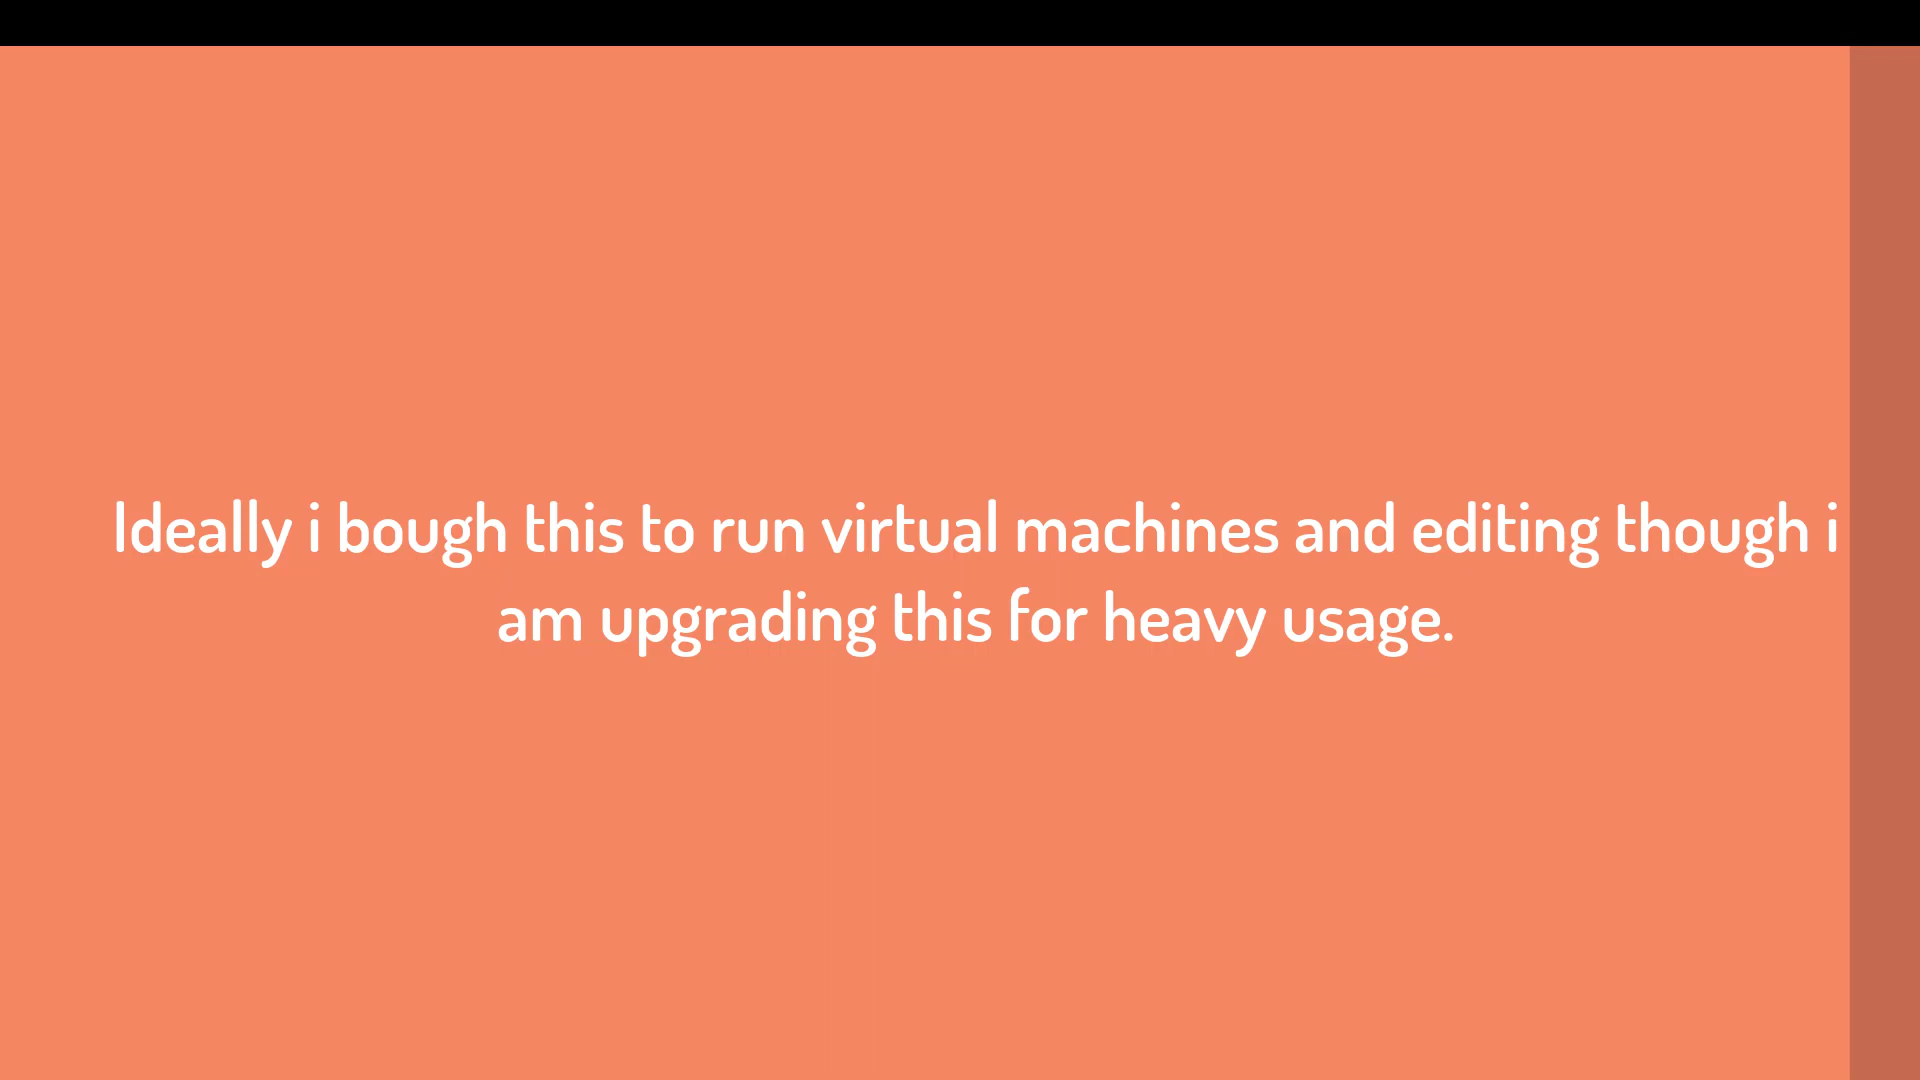 Ideally i bough this to run virtual machines and editing though i
am upgrading this for heavy usage.